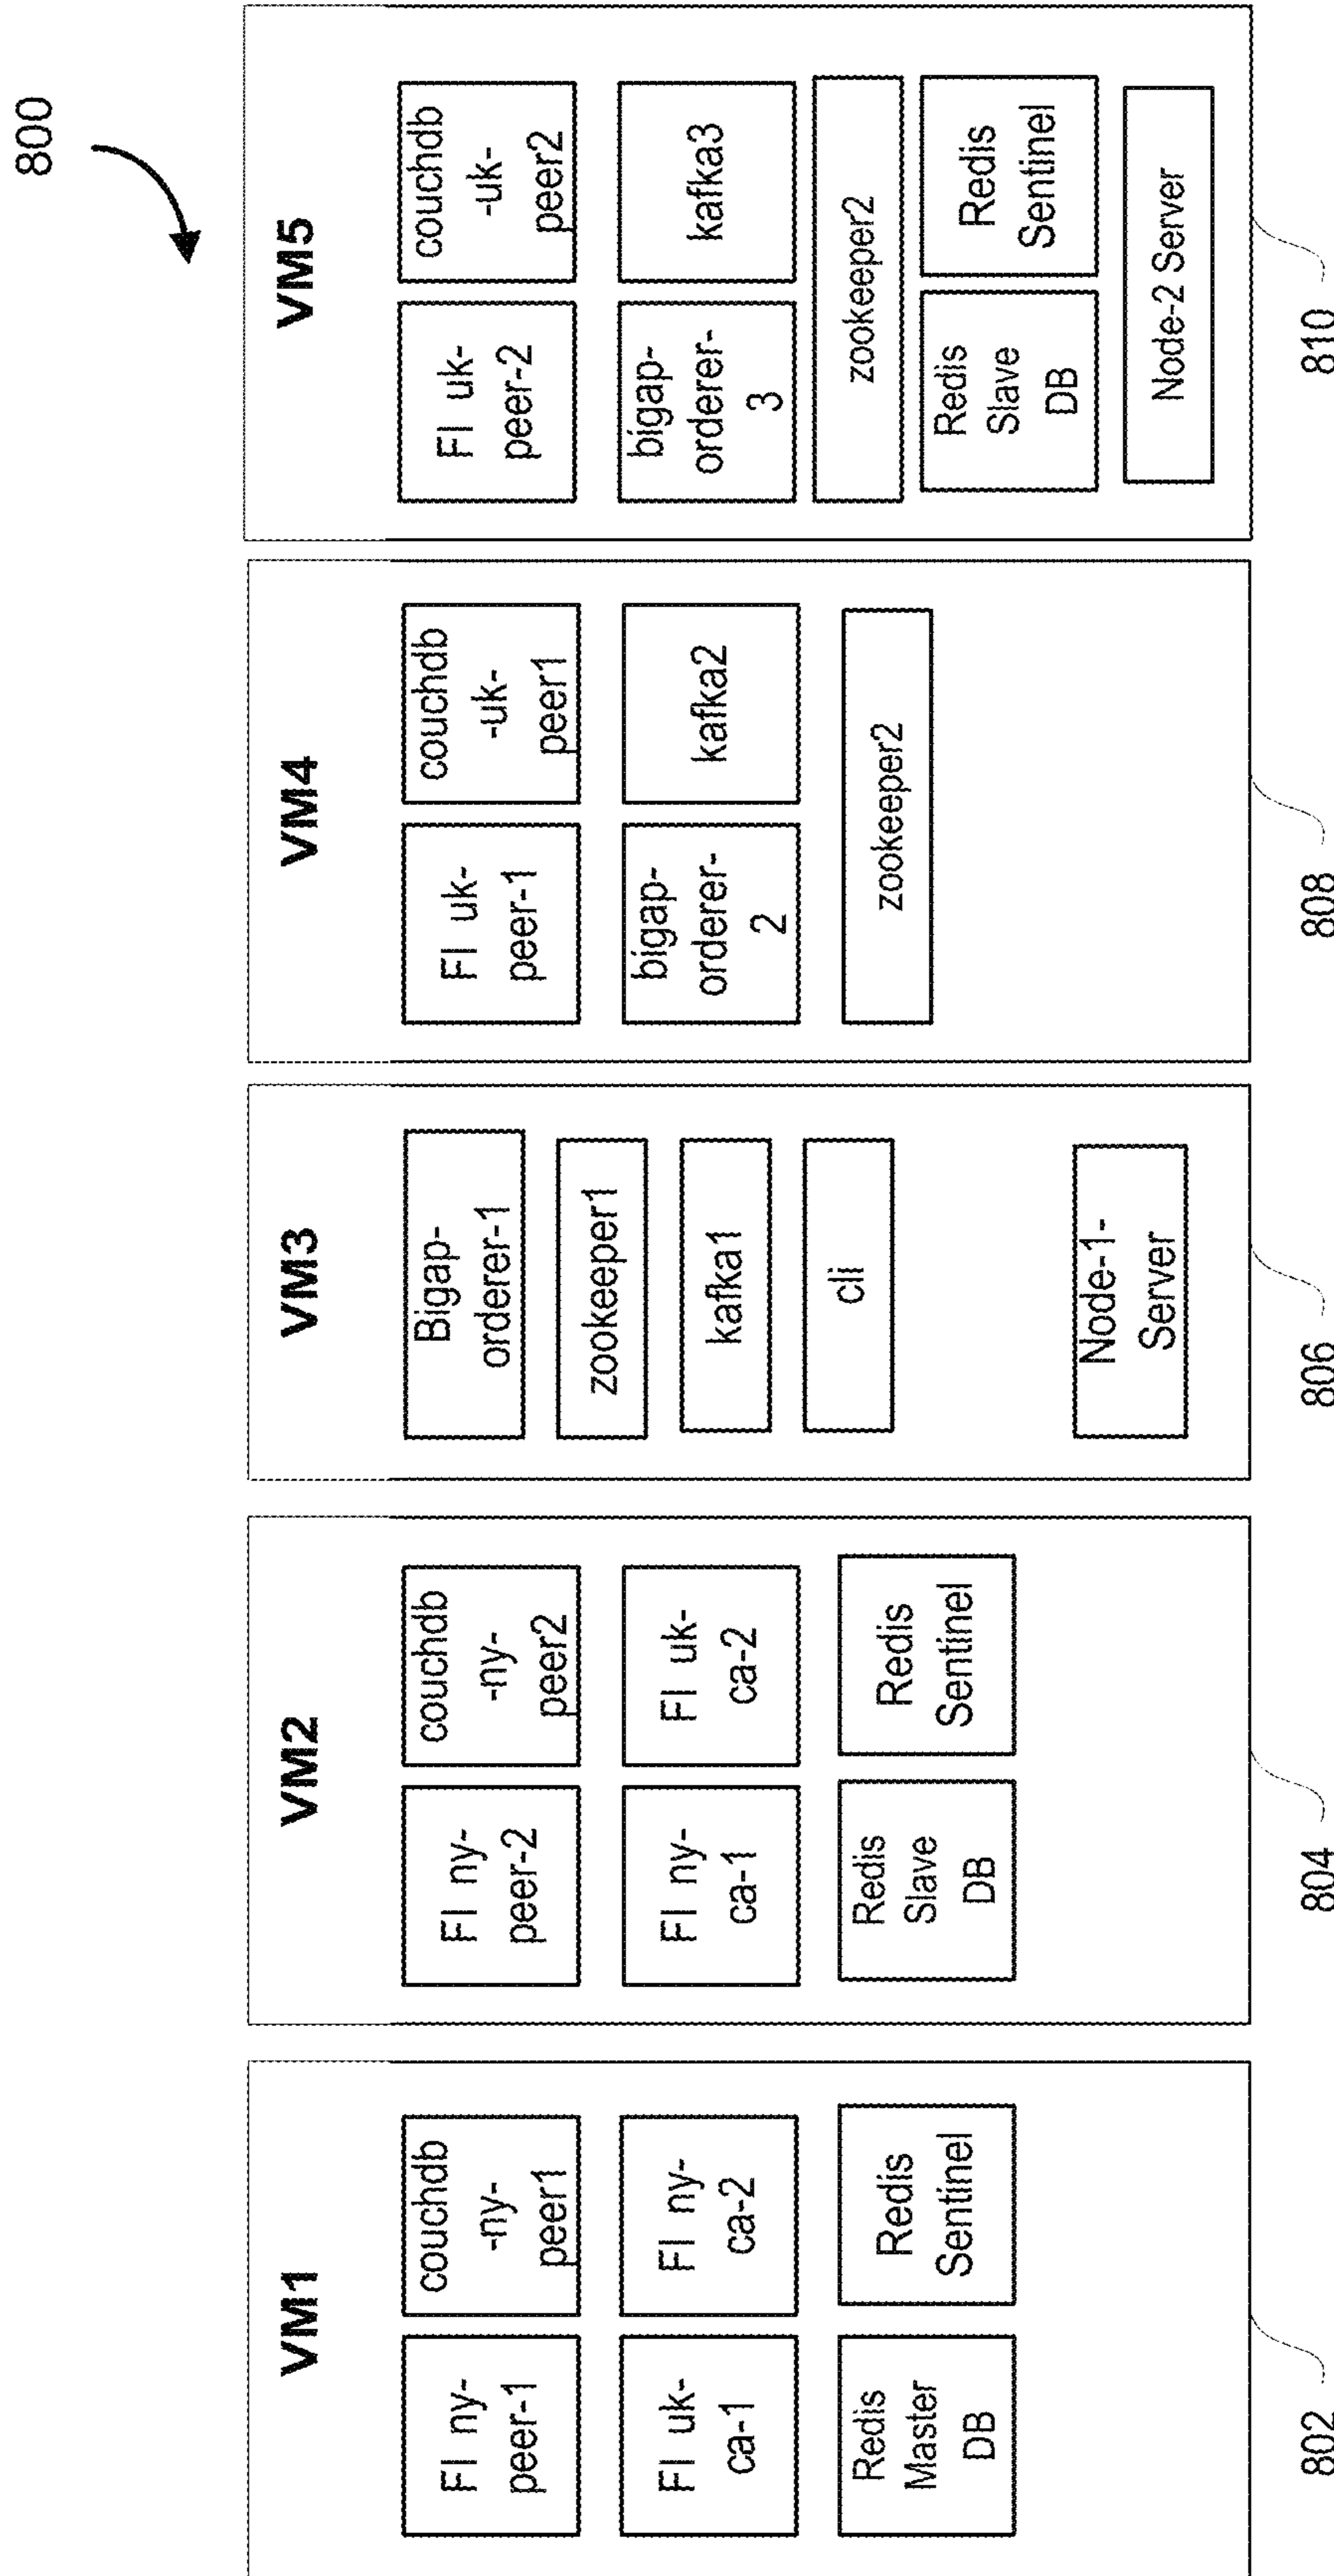 800
VM1
FI ny-
peer-1
couchdb
-ny-
peer1
FI uk-
ca-1
FI ny-
ca-2
Redis
Master
DB
Redis
Sentinel
802
VM2
FI ny-
peer-2
couchdb
-ny-
peer2
FI ny-
ca-1
FI uk-
ca-2
Redis
Slave
DB
Redis
Sentinel
804
VM3
Bigap-
orderer-1
zookeeper1
kafka1
cli
Node-1-
Server
806
VM4
FI uk-
peer-1
couchdb
-uk-
peer1
bigap-
orderer-
2
kafka2
zookeeper2
808
VM5
FI uk-
peer-2
couchdb
-uk-
peer2
bigap-
orderer-
3
kafka3
zookeeper2
Redis
Slave
DB
Redis
Sentinel
Node-2 Server
810